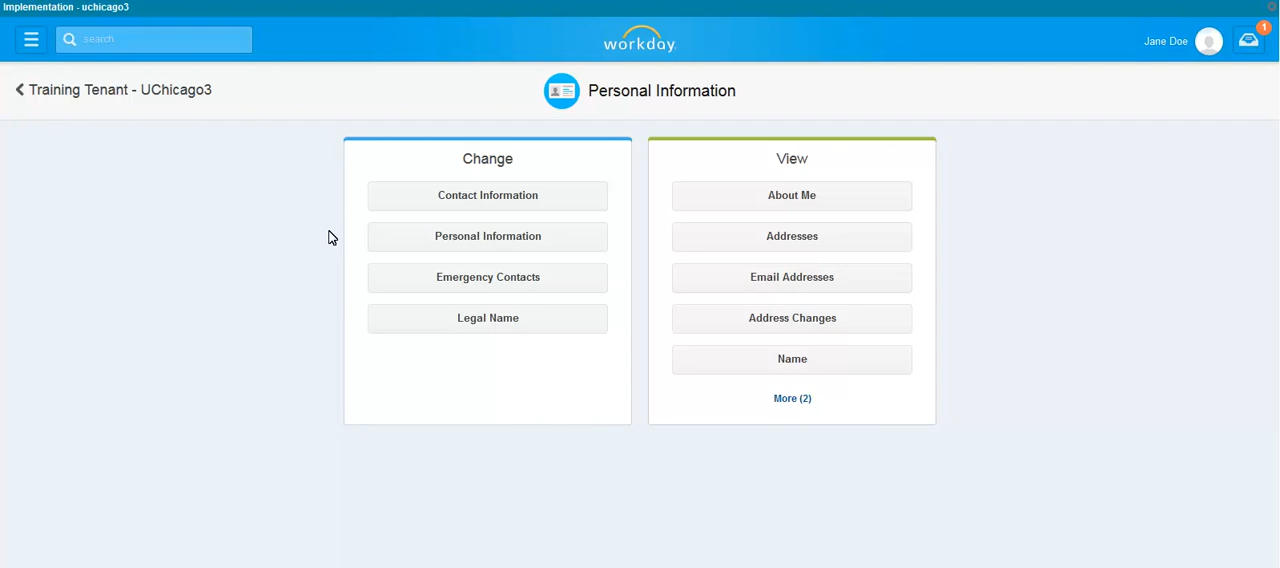 Implementation - uchicago3
search
workday.
Jane Doe
1
Training Tenant - UChicago3
Personal Information
Change
Contact Information
Personal Information
Emergency Contacts
Legal Name
View
About Me
Addresses
Email Addresses
Address Changes
Name
More (2)